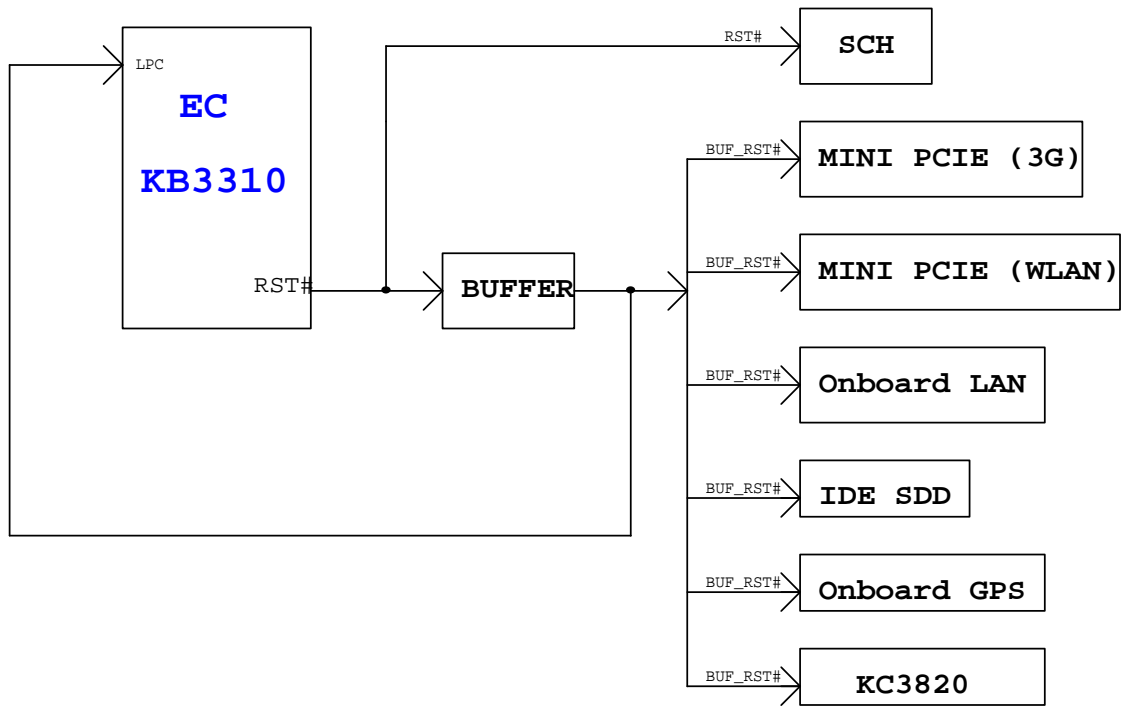 RST#
SCH
LPC
EC
KB3310
BUF_RST#
MINI PCIE (3G)
BUF_RST#
MINI PCIE (WLAN)
RST#
BUFFER
BUF_RST#
Onboard LAN
BUF_RST#
IDE SDD
BUF_RST#
Onboard GPS
BUF_RST#
KC3820